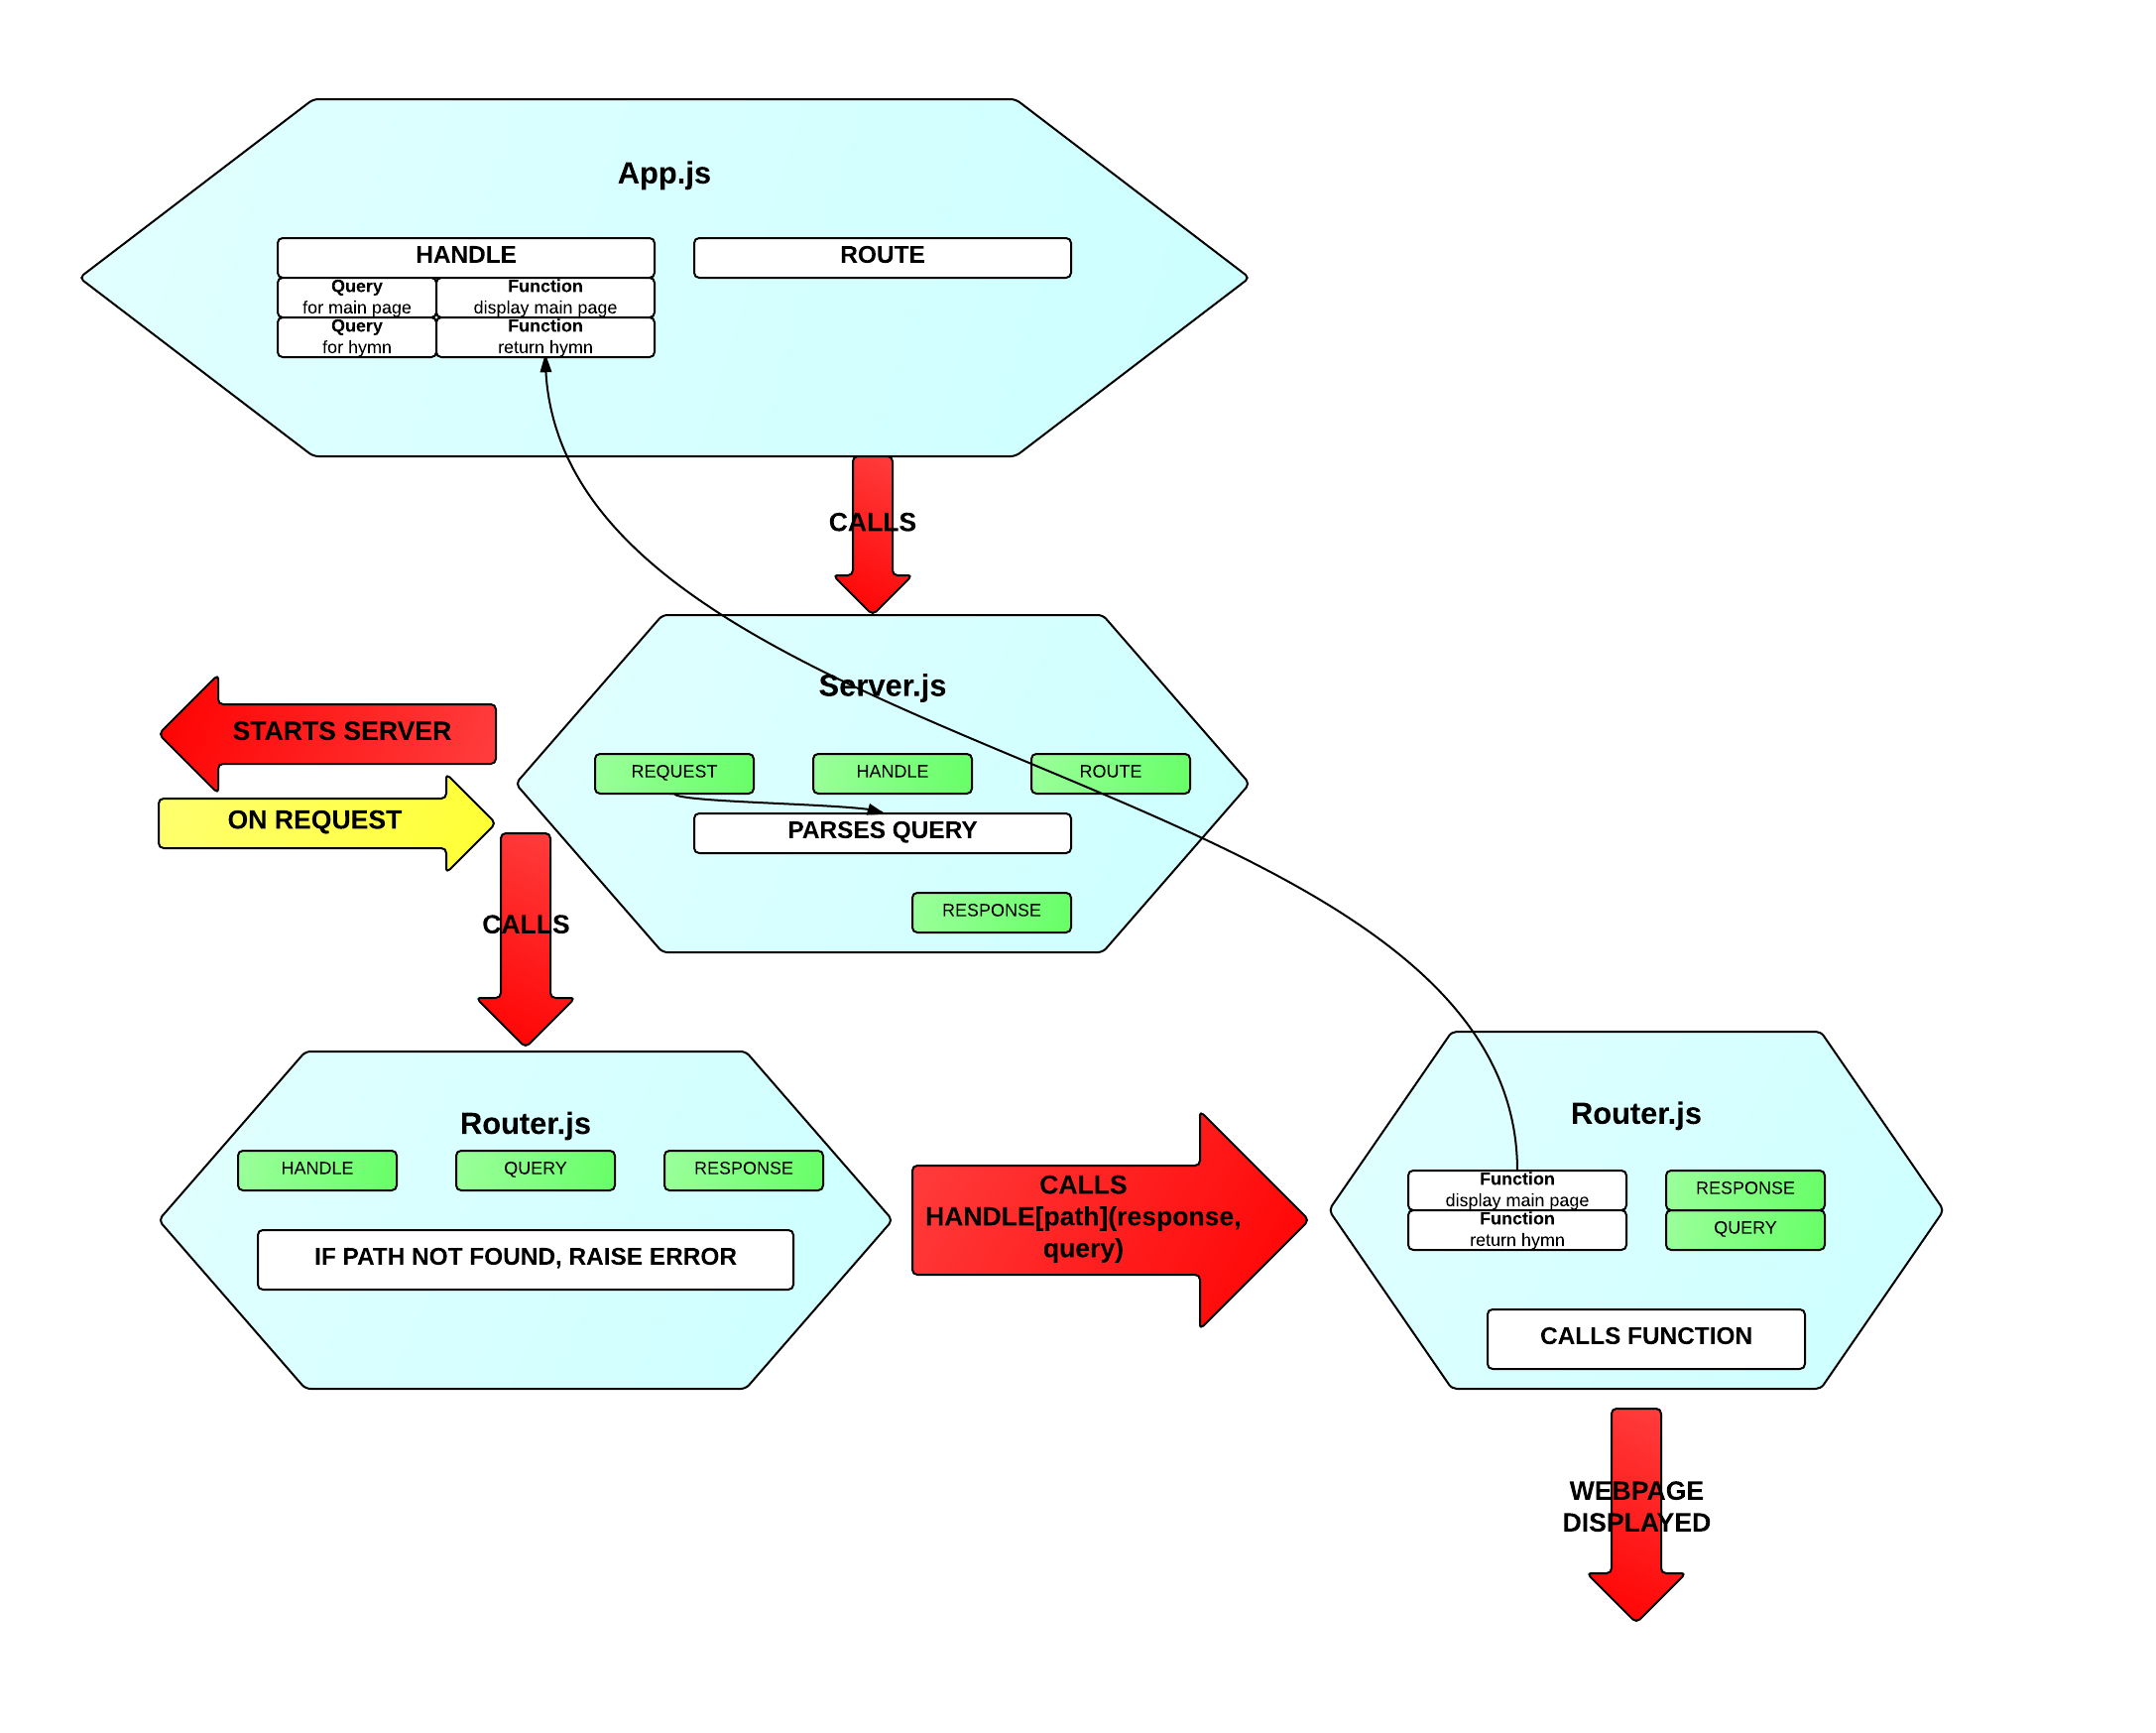 App.js
HANDLE
ROUTE
Query
for main page
Function
display main page
Query
for hymn
Function
return hymn
CALLS
Server.js
STARTS SERVER
REQUEST
HANDLE
ROUTE
ON REQUEST
PARSES QUERY
RESPONSE
CALLS
Router.js
HANDLE
QUERY
RESPONSE
IF PATH NOT FOUND, RAISE ERROR
CALLS
HANDLE[path](response,
query)
Router.js
Function
display main page
RESPONSE
Function
return hymn
QUERY
CALLS FUNCTION
WEBPAGE
DISPLAYED